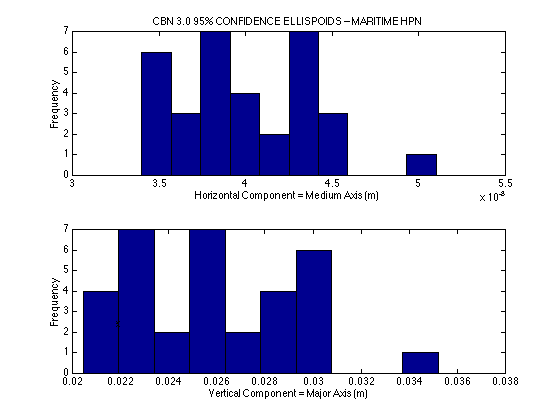 CBN 3.0 95% CONFIDENCE ELLISPOIDS – MARITIME HPN
7
6
5
4
3
2
1
0
Frequency
3 3.5 4 4.5 5 5.5
Horizontal Component = Medium Axis (m)
x 10⁻⁸
7
6
5
4
3
2
1
0
Frequency
0.02 0.022 0.024 0.026 0.028 0.03 0.032 0.034 0.036 0.038
Vertical Component = Major Axis (m)